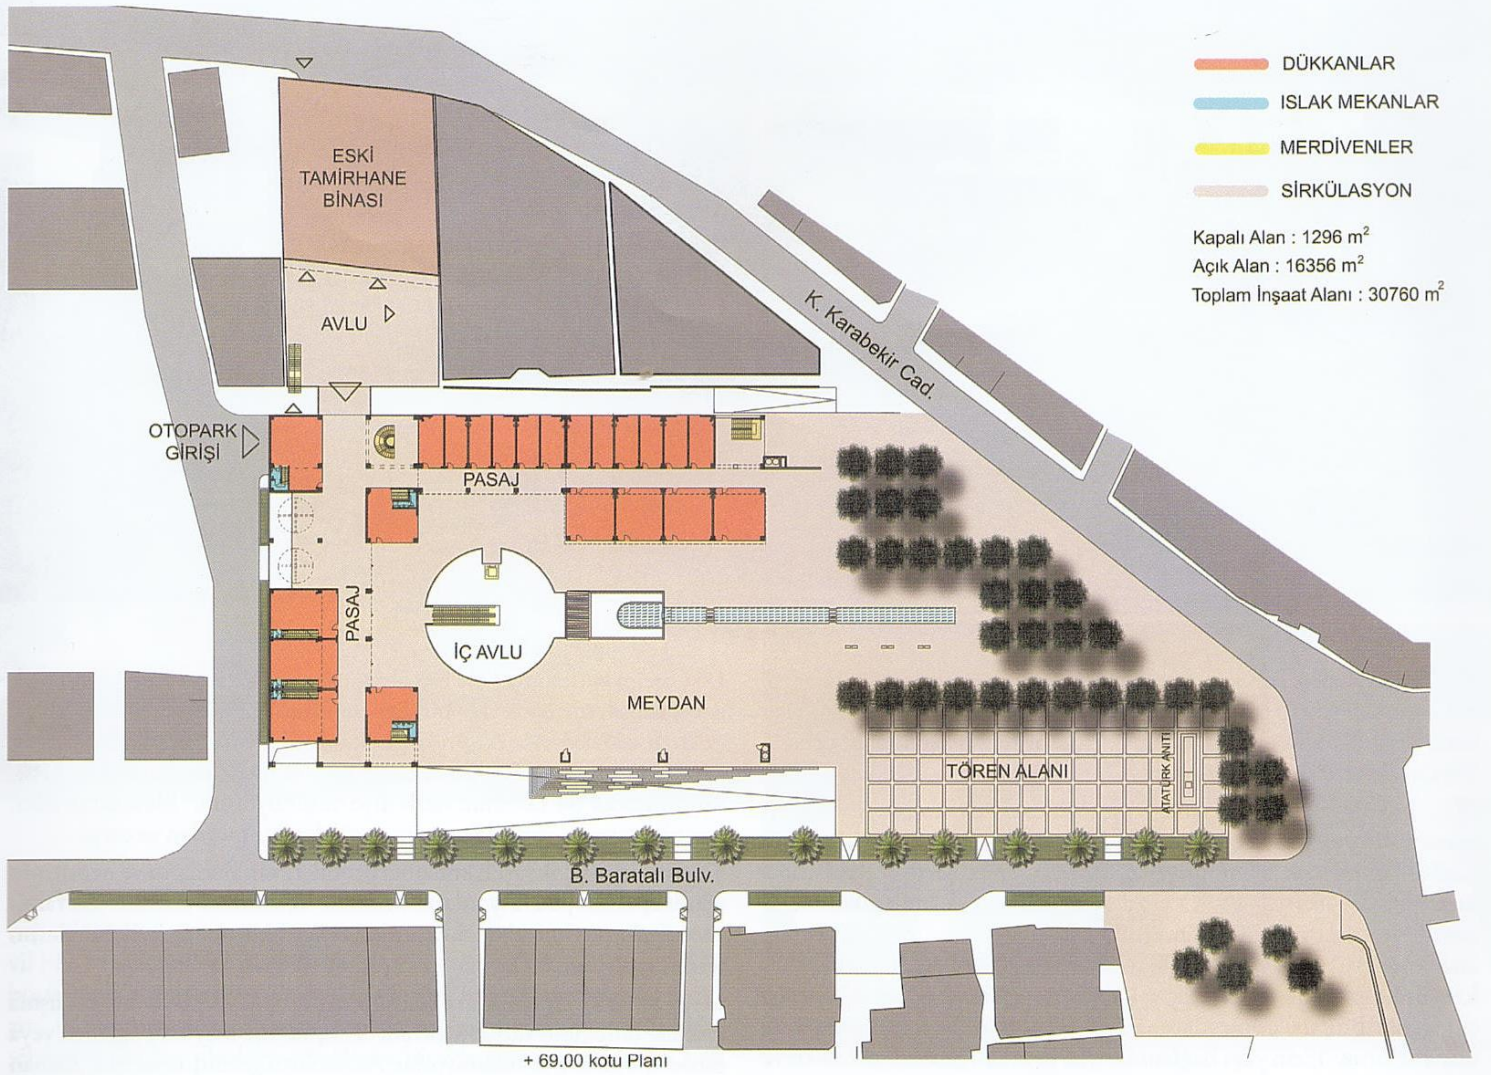 DÜKKANLAR
ISLAK MEKANLAR
MERDİVENLER
SİRKÜLASYON
Kapalı Alan : 1296 m²
Açık Alan : 16356 m²
Toplam İnşaat Alanı : 30760 m²
ESKİ
TAMİRHANE
BİNASI
AVLU
K. Karabekir Cad.
OTOPARK
GİRİŞİ
PASAJ
PASAJ
İÇ AVLU
MEYDAN
TÖREN ALANI
ATATÜRK ANITI
B. Baratalı Bulv.
+ 69.00 kotu Planı